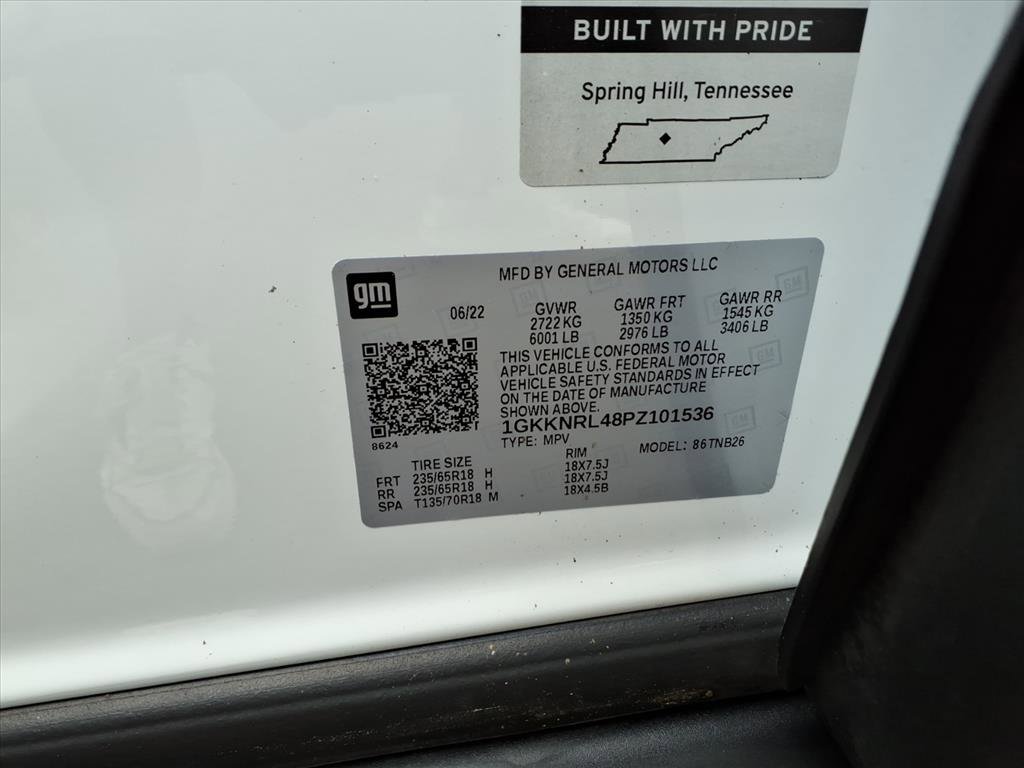 BUILT WITH PRIDE
Spring Hill, Tennessee
gm
MFD BY GENERAL MOTORS LLC
06/22 GVWR GAWR FRT GAWR RR
2722 KG 1350 KG 1545 KG
6001 LB 2976 LB 3406 LB
THIS VEHICLE CONFORMS TO ALL
APPLICABLE U.S. FEDERAL MOTOR
VEHICLE SAFETY STANDARDS IN EFFECT
ON THE DATE OF MANUFACTURE
SHOWN ABOVE.
1GKKNRL48PZ101536
8624
TYPE: MPV MODEL: 86TNB26
TIRE SIZE RIM
FRT 235/65R18 H 18X7.5J
RR 235/65R18 H 18X7.5J
SPA T135/70R18 M 18X4.5B